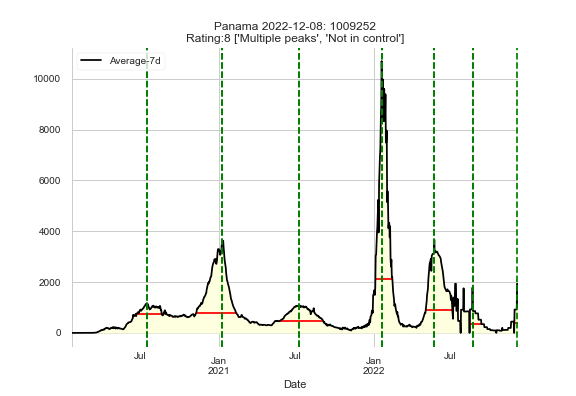 Panama 2022-12-08: 1009252
Rating:8 ['Multiple peaks', 'Not in control']
Average-7d
10000
8000
6000
4000
2000
0
Jul
Jan
2021
Jul
Jan
2022
Jul
Date